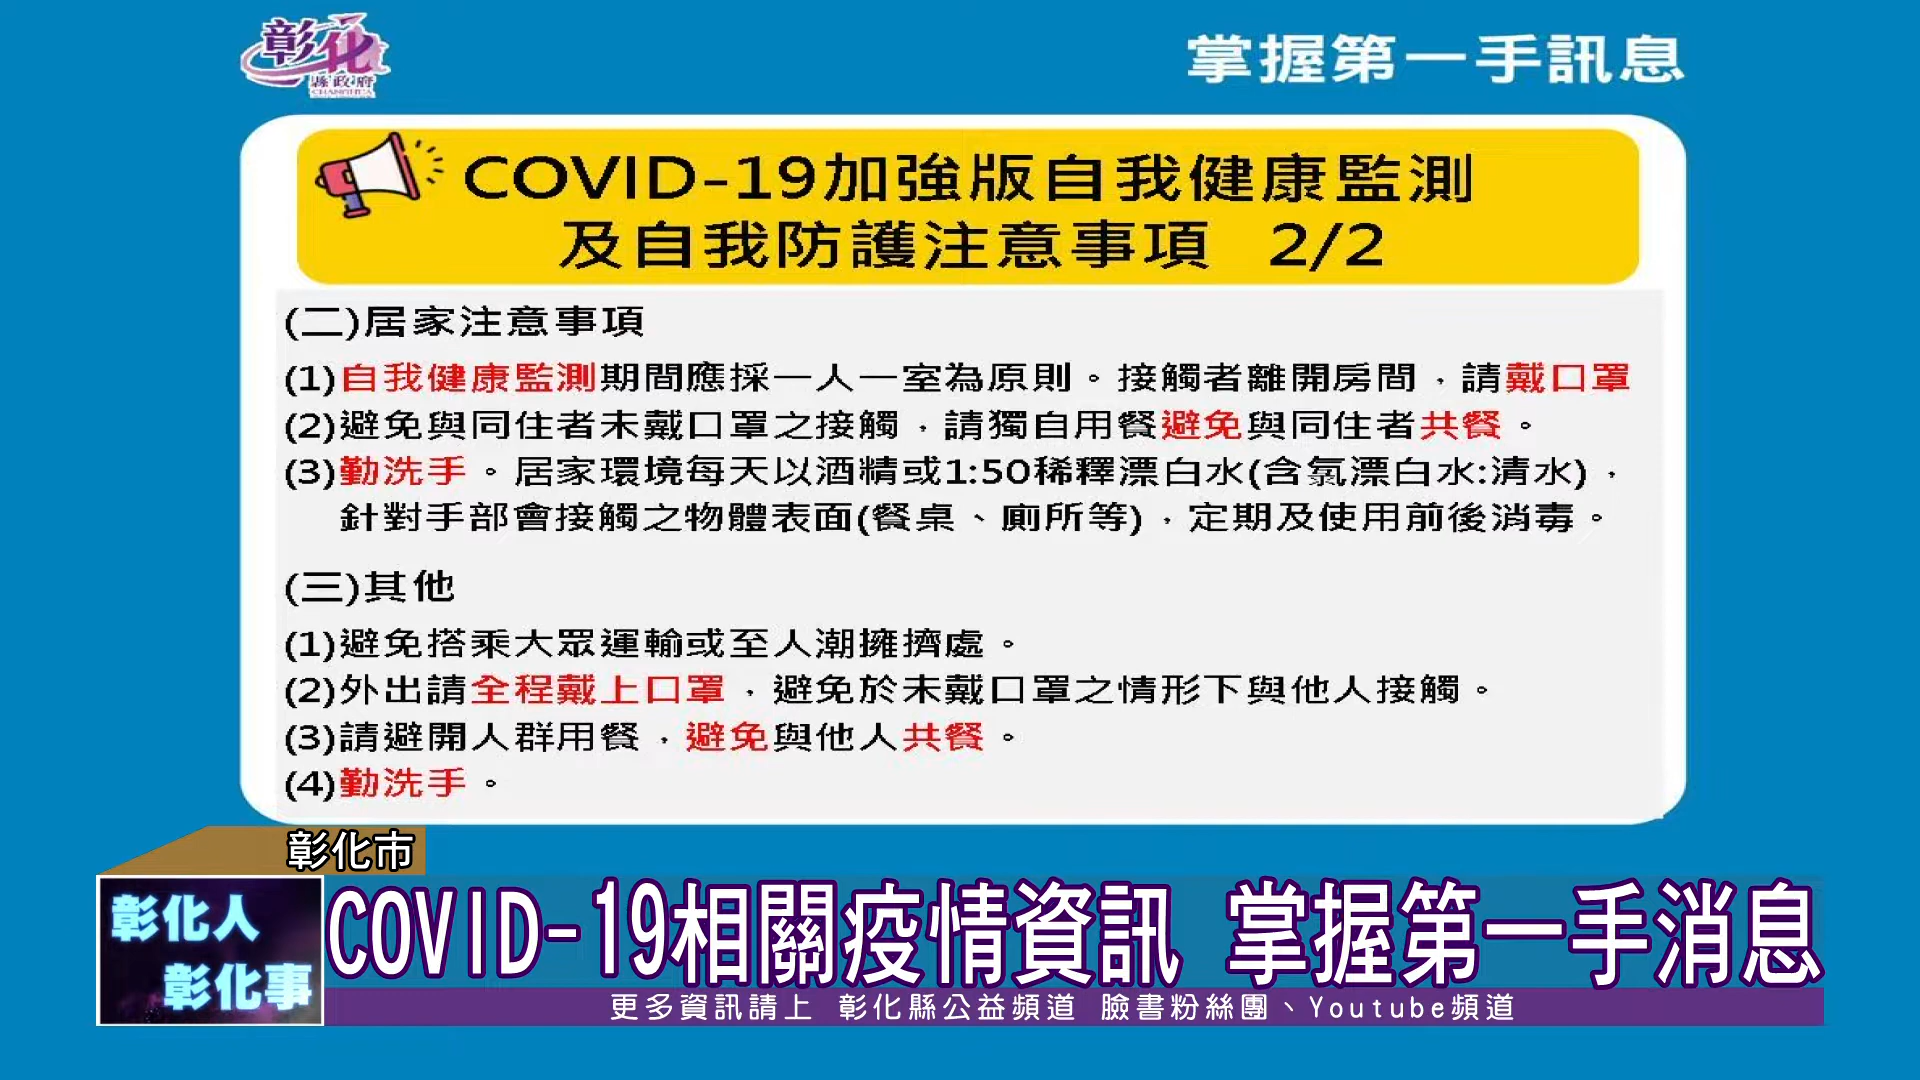 彰化
縣政府
CHANGHUA
掌握第一手訊息
COVID-19加強版自我健康監測
及自我防護注意事項 2/2
(二)居家注意事項
(1)自我健康監測期間應採一人一室為原則。接觸者離開房間，請戴口罩
(2)避免與同住者未戴口罩之接觸，請獨自用餐避免與同住者共餐。
(3)勤洗手。居家環境每天以酒精或1:50稀釋漂白水(含氯漂白水:清水)，
針對手部會接觸之物體表面(餐桌、廁所等)，定期及使用前後消毒。
(三)其他
(1)避免搭乘大眾運輸或至人潮擁擠處。
(2)外出請全程戴上口罩，避免於未戴口罩之情形下與他人接觸。
(3)請避開人群用餐，避免與他人共餐。
(4)勤洗手。
彰化市
彰化人
彰化事
COVID-19相關疫情資訊 掌握第一手消息
更多資訊請上 彰化縣公益頻道 臉書粉絲團、Youtube頻道